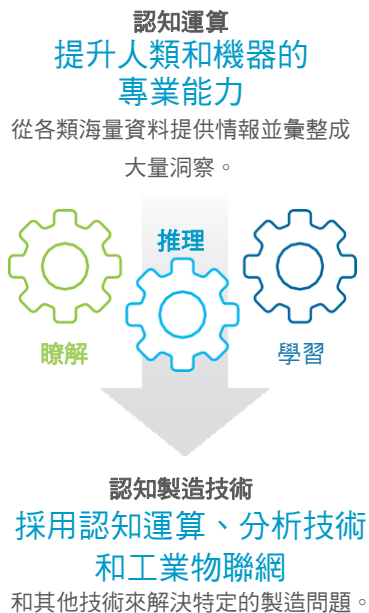 認知運算
提升人類和機器的
專業能力
從各類海量資料提供情報並彙整成
大量洞察。
推理
瞭解
學習
認知製造技術
採用認知運算、分析技術
和工業物聯網
和其他技術來解決特定的製造問題。